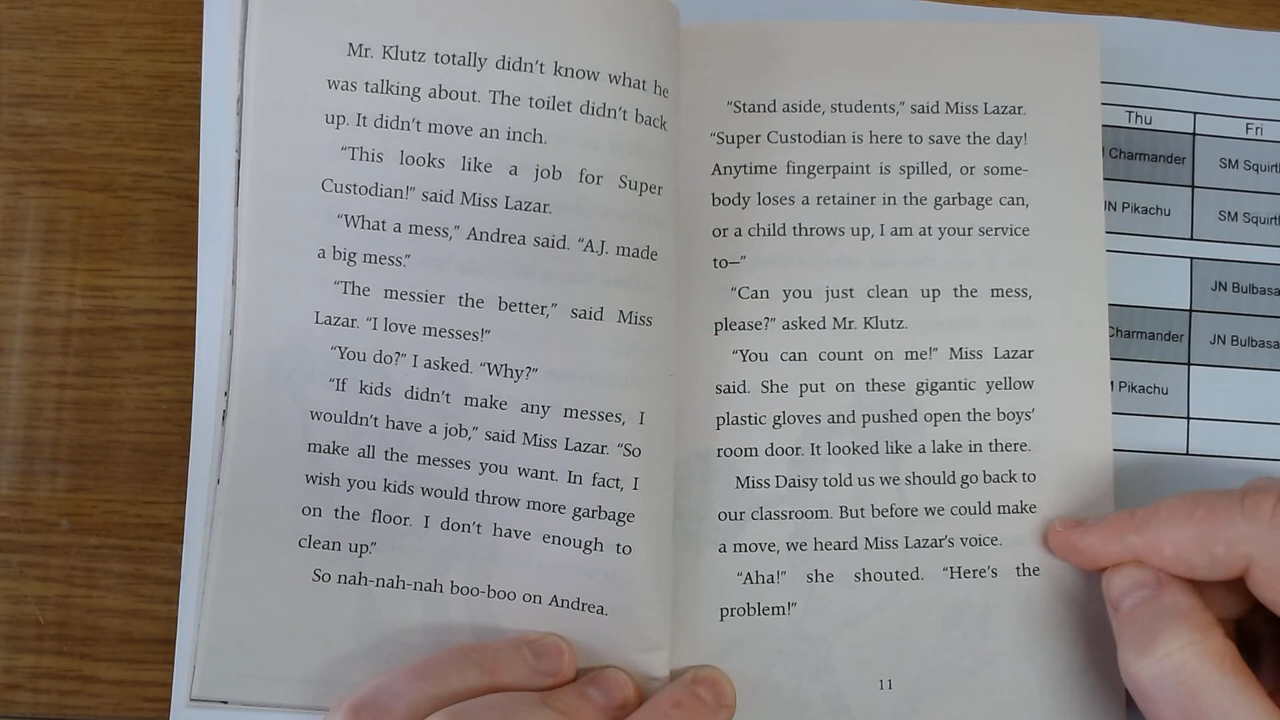 Mr. Klutz totally didn't know what he
was talking about. The toilet didn't back
up. It didn't move an inch.
“This looks like a job for Super
Custodian!” said Miss Lazar.
“What a mess,” Andrea said. “A.J. made
a big mess.”
“The messier the better,” said Miss
Lazar. “I love messes!”
“You do?” I asked. “Why?”
“If kids didn't make any messes, I
wouldn't have a job,” said Miss Lazar. “So
make all the messes you want. In fact, I
wish you kids would throw more garbage
on the floor. I don't have enough to
clean up.”
So nah-nah-nah boo-boo on Andrea.
“Stand aside, students,” said Miss Lazar.
“Super Custodian is here to save the day!
Anytime fingerpaint is spilled, or some-
body loses a retainer in the garbage can,
or a child throws up, I am at your service
to—”
“Can you just clean up the mess,
please?” asked Mr. Klutz.
“You can count on me!” Miss Lazar
said. She put on these gigantic yellow
plastic gloves and pushed open the boys'
room door. It looked like a lake in there.
Miss Daisy told us we should go back to
our classroom. But before we could make
a move, we heard Miss Lazar's voice.
“Aha!” she shouted. “Here's the
problem!”
11
Thu Fri
Charmander SM
JN Pikachu SM
JN
Charmander JN
Pikachu